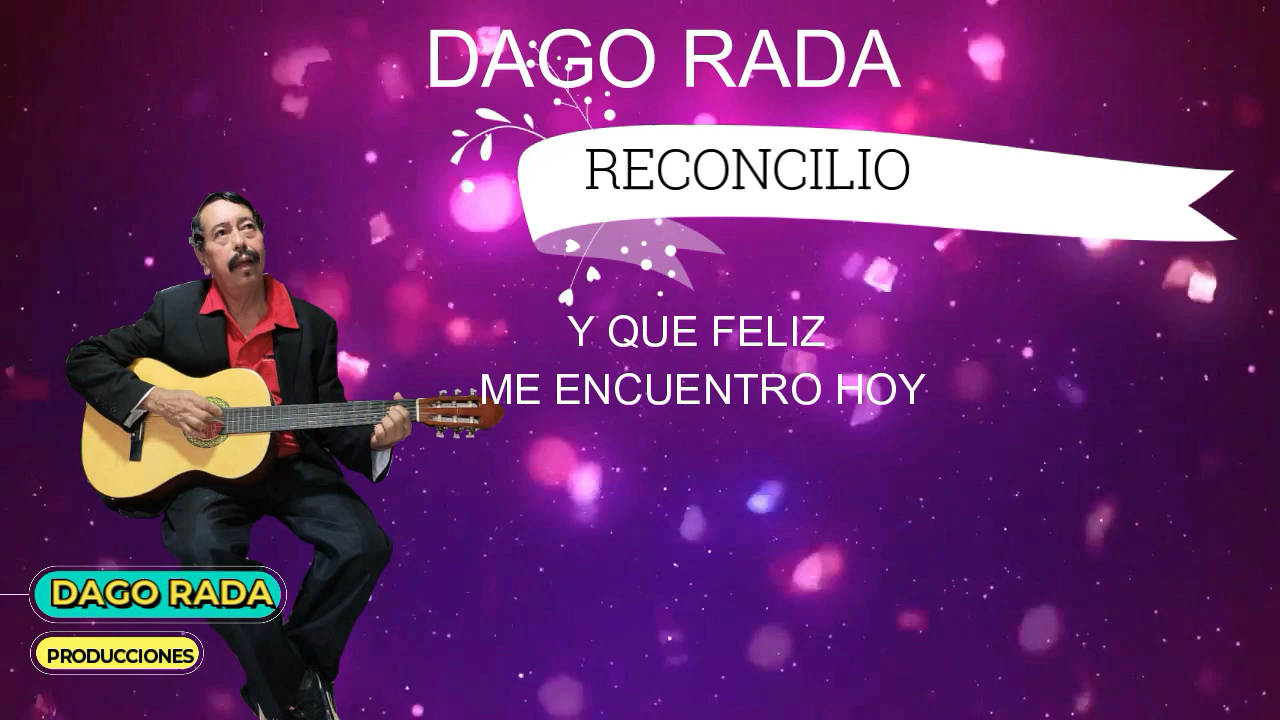 DAGO RADA
RECONCILIO
Y QUE FELIZ
ME ENCUENTRO HOY
DAGO RADA
PRODUCCIONES